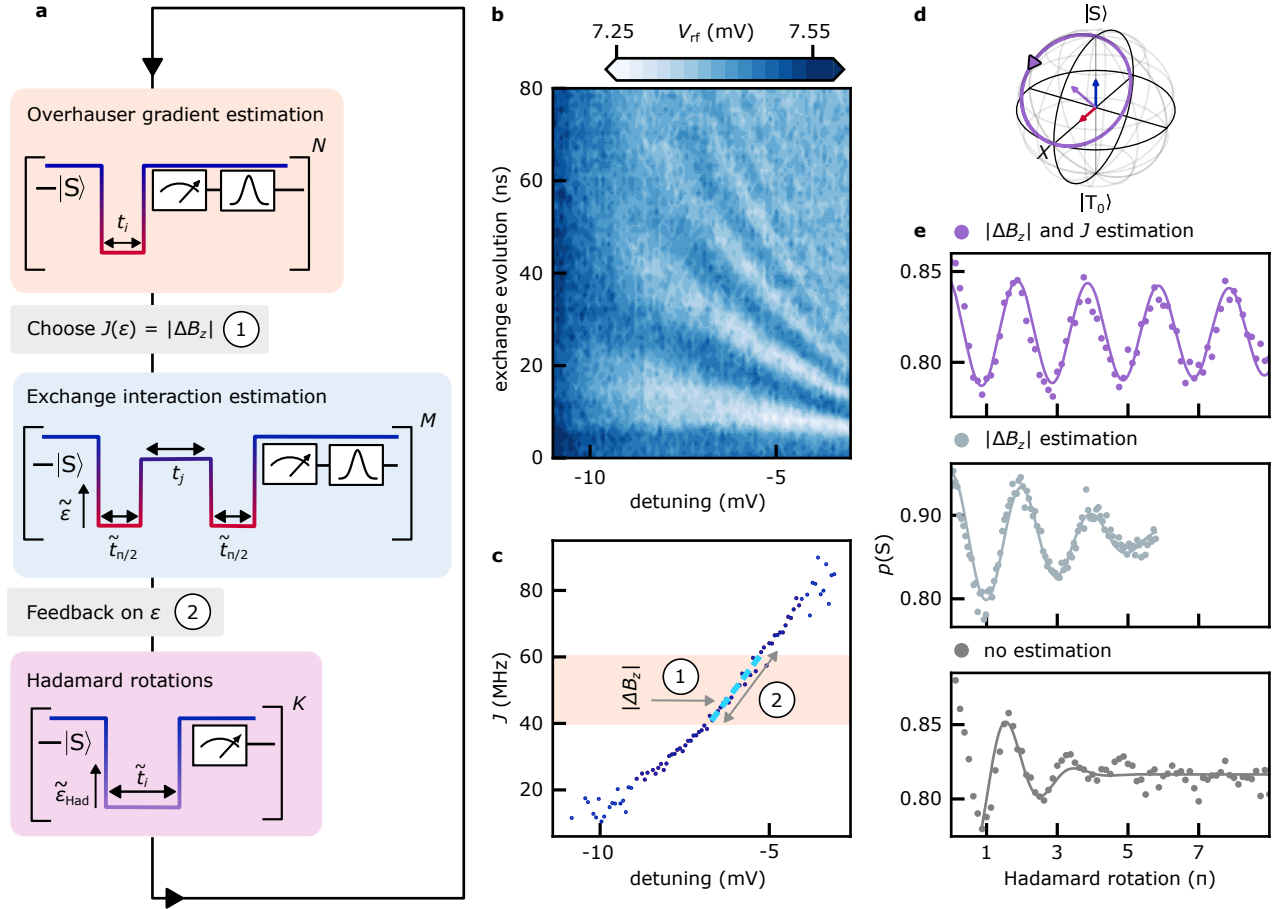 a
Overhauser gradient estimation
N
|S⟩
t_i
Choose J(ε) = |ΔB_z| 1
Exchange interaction estimation
M
|S⟩
t_j
ε̃
t̃_π/2 t̃_π/2
Feedback on ε 2
Hadamard rotations
K
|S⟩
t̃_i
ε̃_Had
b
7.25 V_rf (mV) 7.55
80
60
40
20
0
exchange evolution (ns)
-10 -5
detuning (mV)
c
80
60
40
20
J (MHz)
|ΔB_z|
1
2
-10 -5
detuning (mV)
d
|S⟩
X
|T_0⟩
e
|ΔB_z| and J estimation
0.85
0.80
|ΔB_z| estimation
0.90
0.80
p(S)
no estimation
0.85
0.80
1 3 5 7
Hadamard rotation (π)